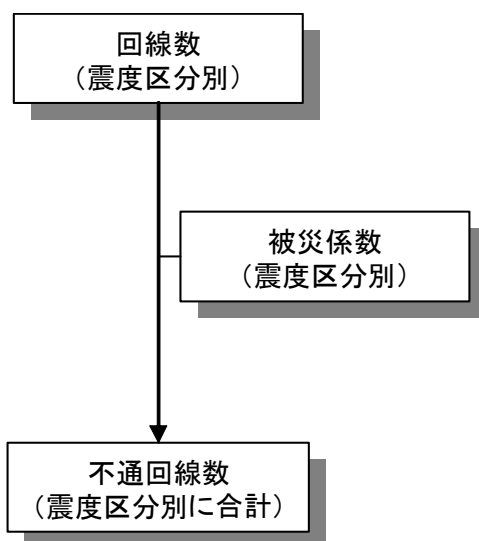 回線数
（震度区分別）
被災係数
（震度区分別）
不通回線数
（震度区分別に合計）